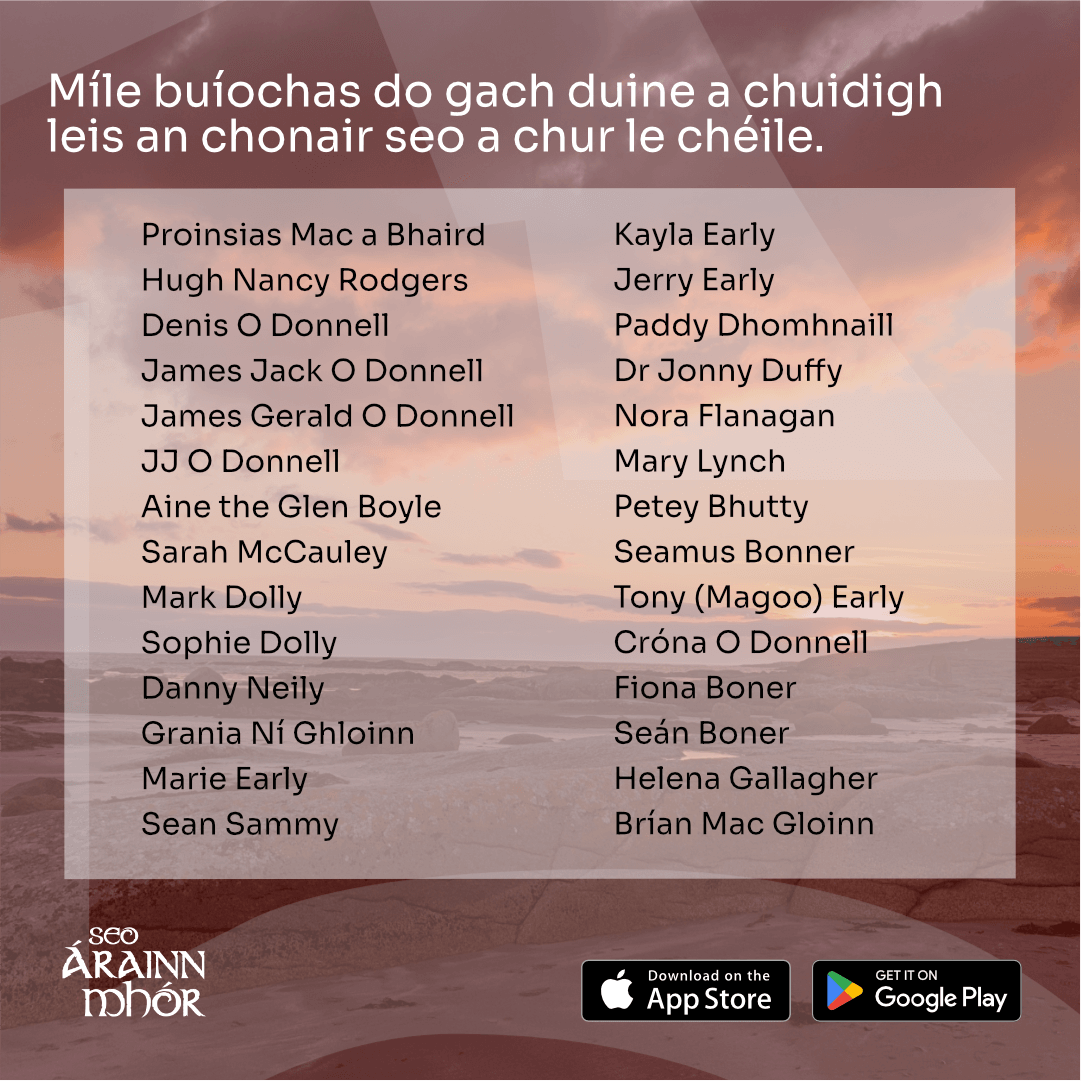 Míle buíochas do gach duine a chuidigh
leis an chonair seo a chur le chéile.
Proinsias Mac a Bhaird
Hugh Nancy Rodgers
Denis O Donnell
James Jack O Donnell
James Gerald O Donnell
JJ O Donnell
Aine the Glen Boyle
Sarah McCauley
Mark Dolly
Sophie Dolly
Danny Neily
Grania Ní Ghloinn
Marie Early
Sean Sammy
Kayla Early
Jerry Early
Paddy Dhomhnaill
Dr Jonny Duffy
Nora Flanagan
Mary Lynch
Petey Bhutty
Seamus Bonner
Tony (Magoo) Early
Cróna O Donnell
Fiona Boner
Seán Boner
Helena Gallagher
Brían Mac Gloinn
SEO
ÁRAINN
MHÓR
Download on the
App Store
GET IT ON
Google Play